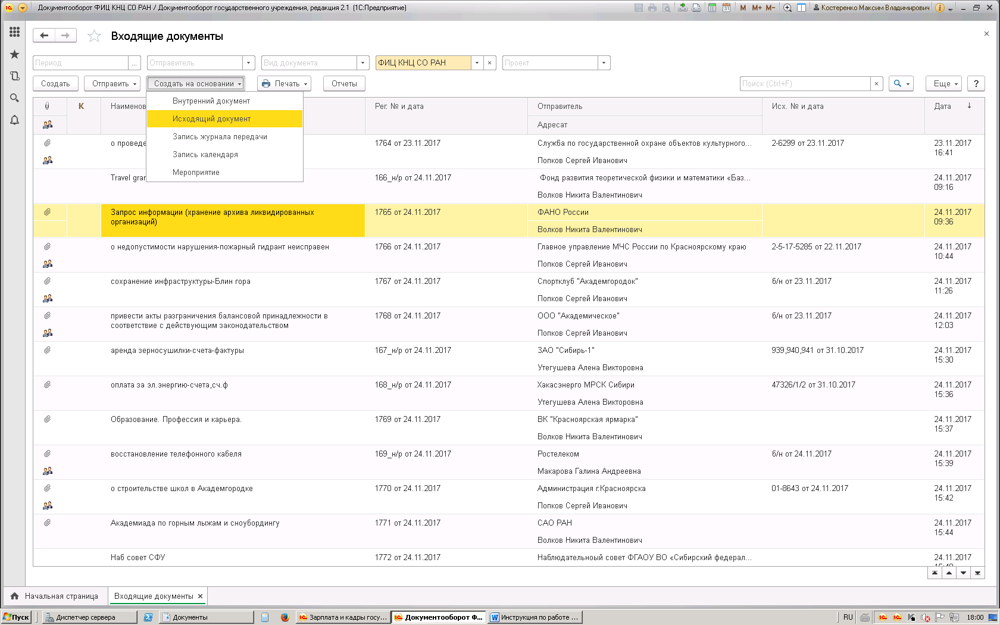 Документооборот ФИЦ КНЦ СО РАН / Документооборот государственного учреждения, редакция 2.1 (1С:Предприятие)
M M+ M-
Костеренко Максим Владимирович
Входящие документы
Период ... Отправитель Вид документа ФИЦ КНЦ СО РАН Проект
Создать Отправить Создать на основании Печать Отчеты Поиск (Ctrl+F) Еще ?
Внутренний документ
Исходящий документ
Запись журнала передачи
Запись календаря
Мероприятие
К Наименов Рег. № и дата Отправитель Исх. № и дата Дата
Адресат
о проведе 1764 от 23.11.2017 Служба по государственной охране объектов культурного... 2-6299 от 23.11.2017 23.11.2017
16:41
Попков Сергей Иванович
Travel gran 166_н/р от 24.11.2017 Фонд развития теоретической физики и математики «Баз... 24.11.2017
09:16
Волков Никита Валентинович
Запрос информации (хранение архива ликвидированных 1765 от 24.11.2017 ФАНО России 24.11.2017
организаций) 09:36
Волков Никита Валентинович
о недопустимости нарушения-пожарный гидрант неисправен 1766 от 24.11.2017 Главное управление МЧС России по Красноярскому краю 2-5-17-5285 от 22.11.2017 24.11.2017
10:44
Попков Сергей Иванович
сохранение инфраструктуры-Блин гора 1767 от 24.11.2017 Спортклуб "Академгородок" б/н от 23.11.2017 24.11.2017
11:26
Попков Сергей Иванович
привести акты разграничения балансовой принадлежности в 1768 от 24.11.2017 ООО "Академическое" б/н от 23.11.2017 24.11.2017
соответствие с действующим законодательством 12:03
Попков Сергей Иванович
аренда зерносушилки-счета-фактуры 167_н/р от 24.11.2017 ЗАО "Сибирь-1" 939,940,941 от 31.10.2017 24.11.2017
15:30
Утегушева Алена Викторовна
оплата за эл.энергию-счета,сч.ф 168_н/р от 24.11.2017 Хакасэнерго МРСК Сибири 47326/1/2 от 31.10.2017 24.11.2017
15:36
Утегушева Алена Викторовна
Образование. Профессия и карьера. 1769 от 24.11.2017 ВК "Красноярская ярмарка" 24.11.2017
15:37
Волков Никита Валентинович
восстановление телефонного кабеля 169_н/р от 24.11.2017 Ростелеком б/н от 24.11.2017 24.11.2017
15:39
Макарова Галина Андреевна
о строительстве школ в Академгородке 1770 от 24.11.2017 Администрация г.Красноярска 01-8643 от 24.11.2017 24.11.2017
15:42
Попков Сергей Иванович
Академиада по горным лыжам и сноубордингу 1771 от 24.11.2017 САО РАН 24.11.2017
15:44
Волков Никита Валентинович
Наб совет СФУ 1772 от 24.11.2017 Наблюдательноый совет ФГАОУ ВО «Сибирский федерал... 24.11.2017
Начальная страница Входящие документы
Пуск Диспетчер сервера Документы Зарплата и кадры госу... Документооборот Ф... Инструкция по работе ... RU 18:00